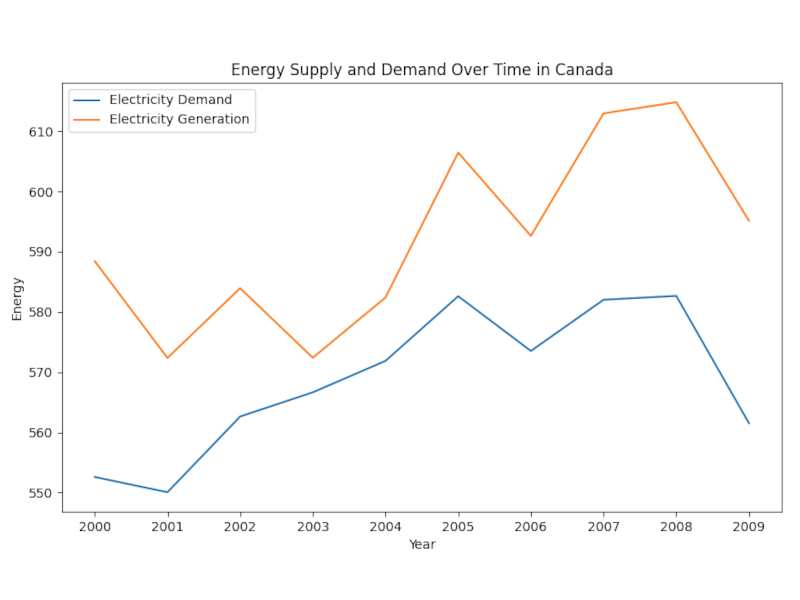 Energy Supply and Demand Over Time in Canada
Electricity Demand
Electricity Generation
610
600
590
580
570
560
550
Energy
2000 2001 2002 2003 2004 2005 2006 2007 2008 2009
Year